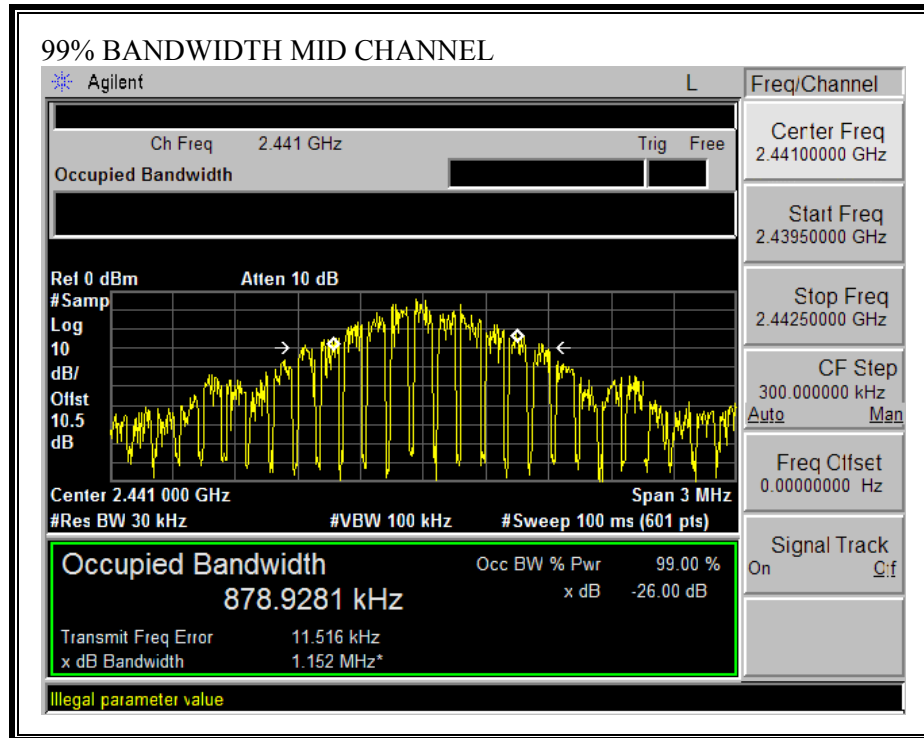 99% BANDWIDTH MID CHANNEL
Agilent L Freq/Channel
Ch Freq 2.441 GHz Trig Free
Occupied Bandwidth
Center Freq
2.44100000 GHz
Start Freq
2.43950000 GHz
Stop Freq
2.44250000 GHz
CF Step
300.000000 kHz
Auto Man
Freq Offset
0.00000000 Hz
Signal Track
On Off
Ref 0 dBm Atten 10 dB
#Samp
Log
10
dB/
Offst
10.5
dB
Center 2.441 000 GHz Span 3 MHz
#Res BW 30 kHz #VBW 100 kHz #Sweep 100 ms (601 pts)
Occupied Bandwidth
878.9281 kHz
Occ BW % Pwr 99.00 %
x dB -26.00 dB
Transmit Freq Error 11.516 kHz
x dB Bandwidth 1.152 MHz*
Illegal parameter value